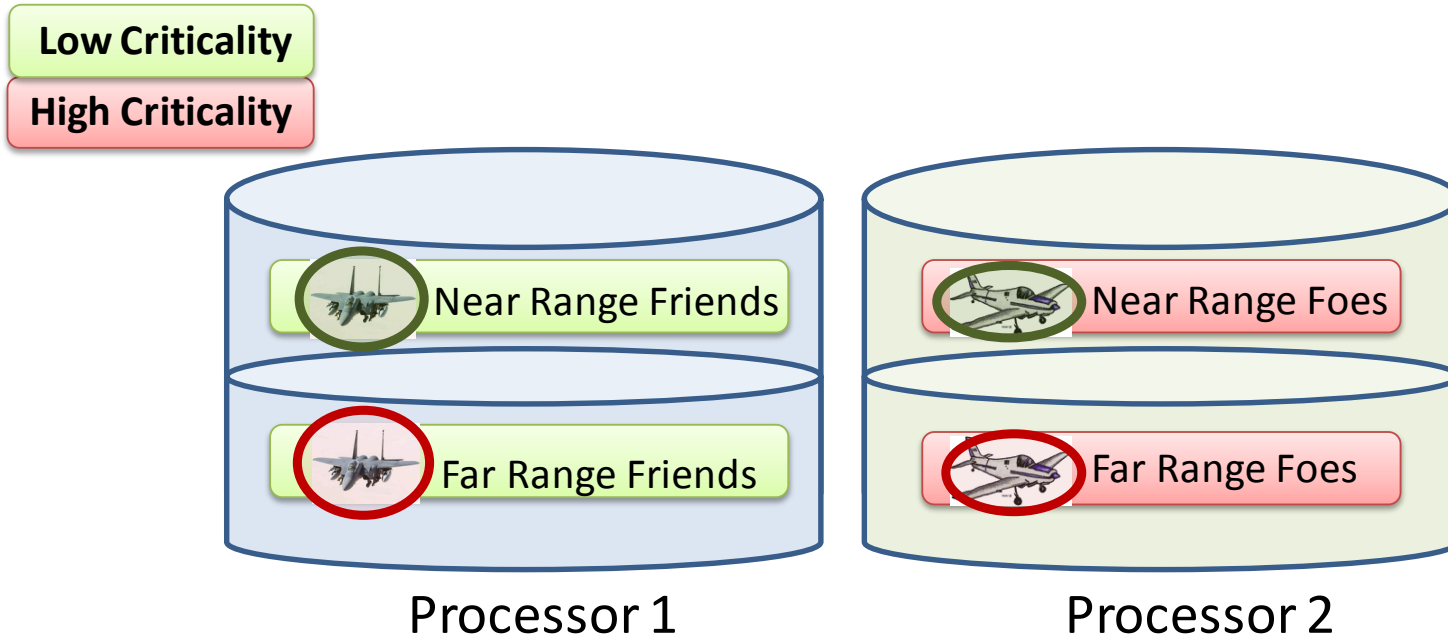 Low Criticality
High Criticality
Near Range Friends
Near Range Foes
Far Range Friends
Far Range Foes
Processor 1
Processor 2